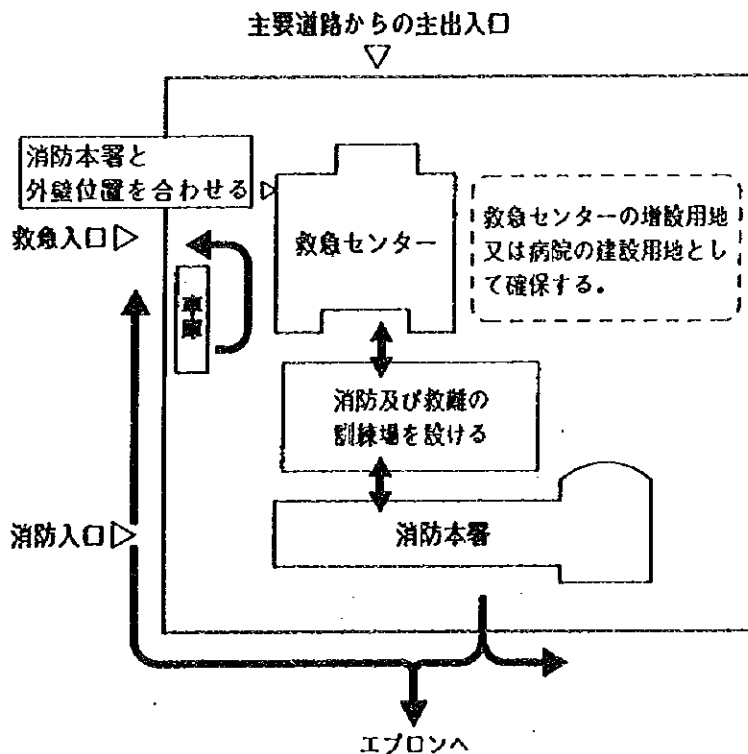 主要道路からの主出入口
消防本署と
外壁位置を合わせる
救急入口
救急センター
救急センターの増設用地
又は病院の建設用地とし
て確保する。
車庫
消防及び救難の
訓練場を設ける
消防入口
消防本署
エプロンへ